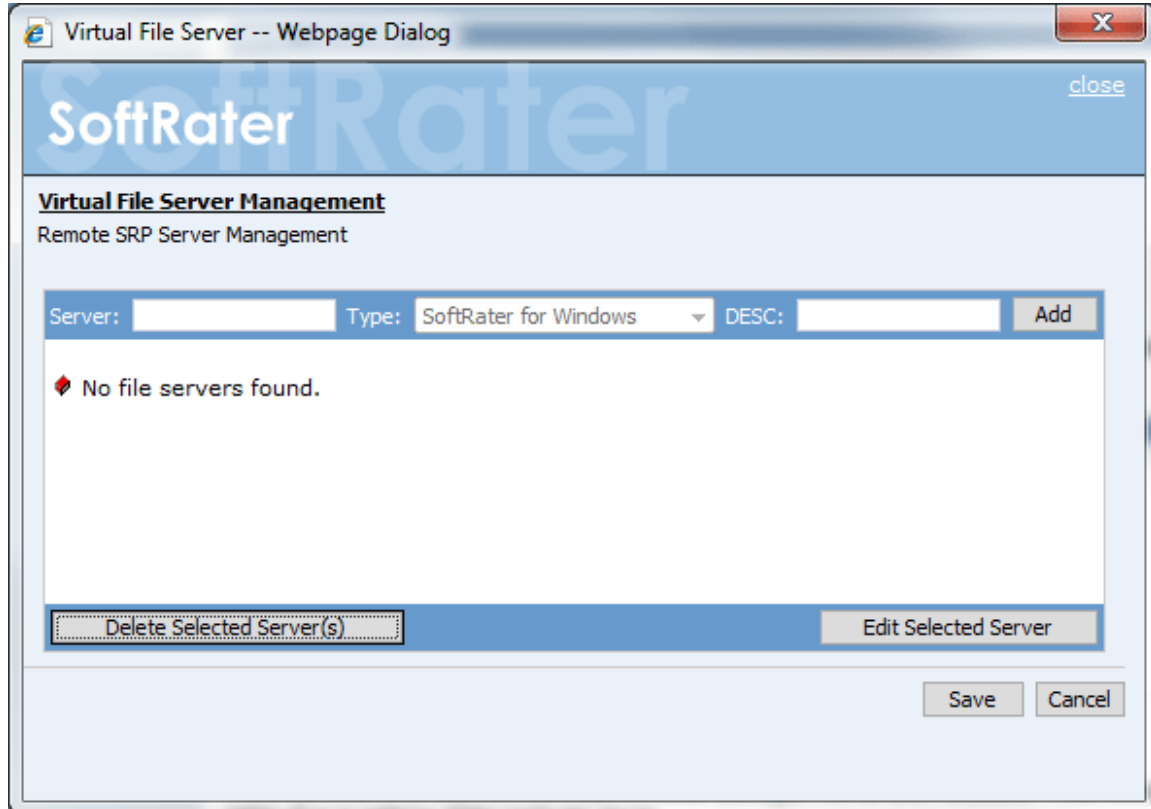 Virtual File Server -- Webpage Dialog
close
SoftRater
SoftRater
Virtual File Server Management
Remote SRP Server Management
Server: Type: SoftRater for Windows DESC: Add
No file servers found.
Delete Selected Server(s) Edit Selected Server
Save Cancel